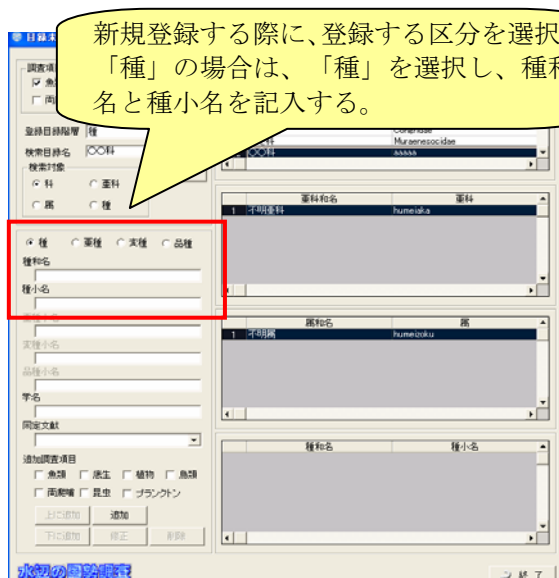 新規登録する際に、登録する区分を選択
「種」の場合は、「種」を選択し、種和
名と種小名を記入する。
目録未
調査項
魚
両
登録目録階層 種
検索目録名 〇〇科
検索対象
科 亜科
属 種
Muraenesocidae
〇〇科 aaaaa
亜科和名 亜科
1 不明亜科 humeiaka
種 亜種 変種 品種
種和名
種小名
亜種小名
変種小名
品種小名
学名
同定文献
追加調査項目
魚類 底生 植物 鳥類
両爬哺 昆虫 プランクトン
上に追加 追加
下に追加 修正 削除
属和名 属
1 不明属 humeizoku
種和名 種小名
水辺の国勢調査
終 了